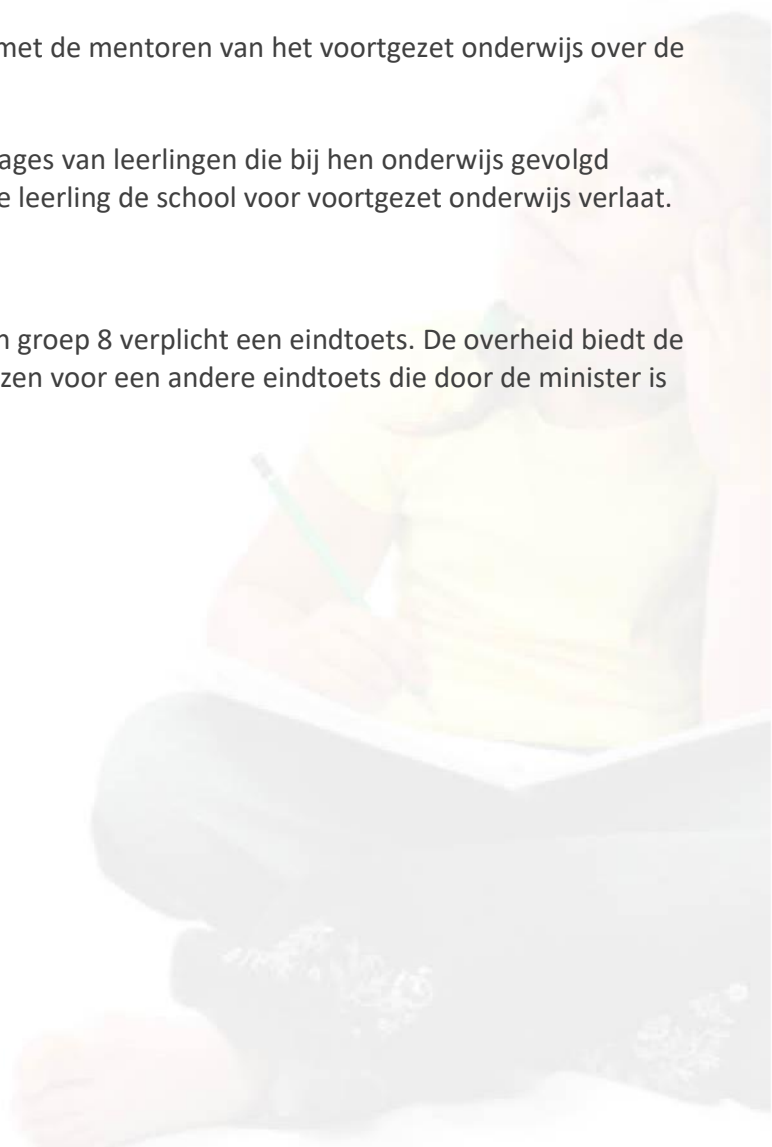 met de mentoren van het voortgezet onderwijs over de
ages van leerlingen die bij hen onderwijs gevolgd
e leerling de school voor voortgezet onderwijs verlaat.
n groep 8 verplicht een eindtoets. De overheid biedt de
zen voor een andere eindtoets die door de minister is